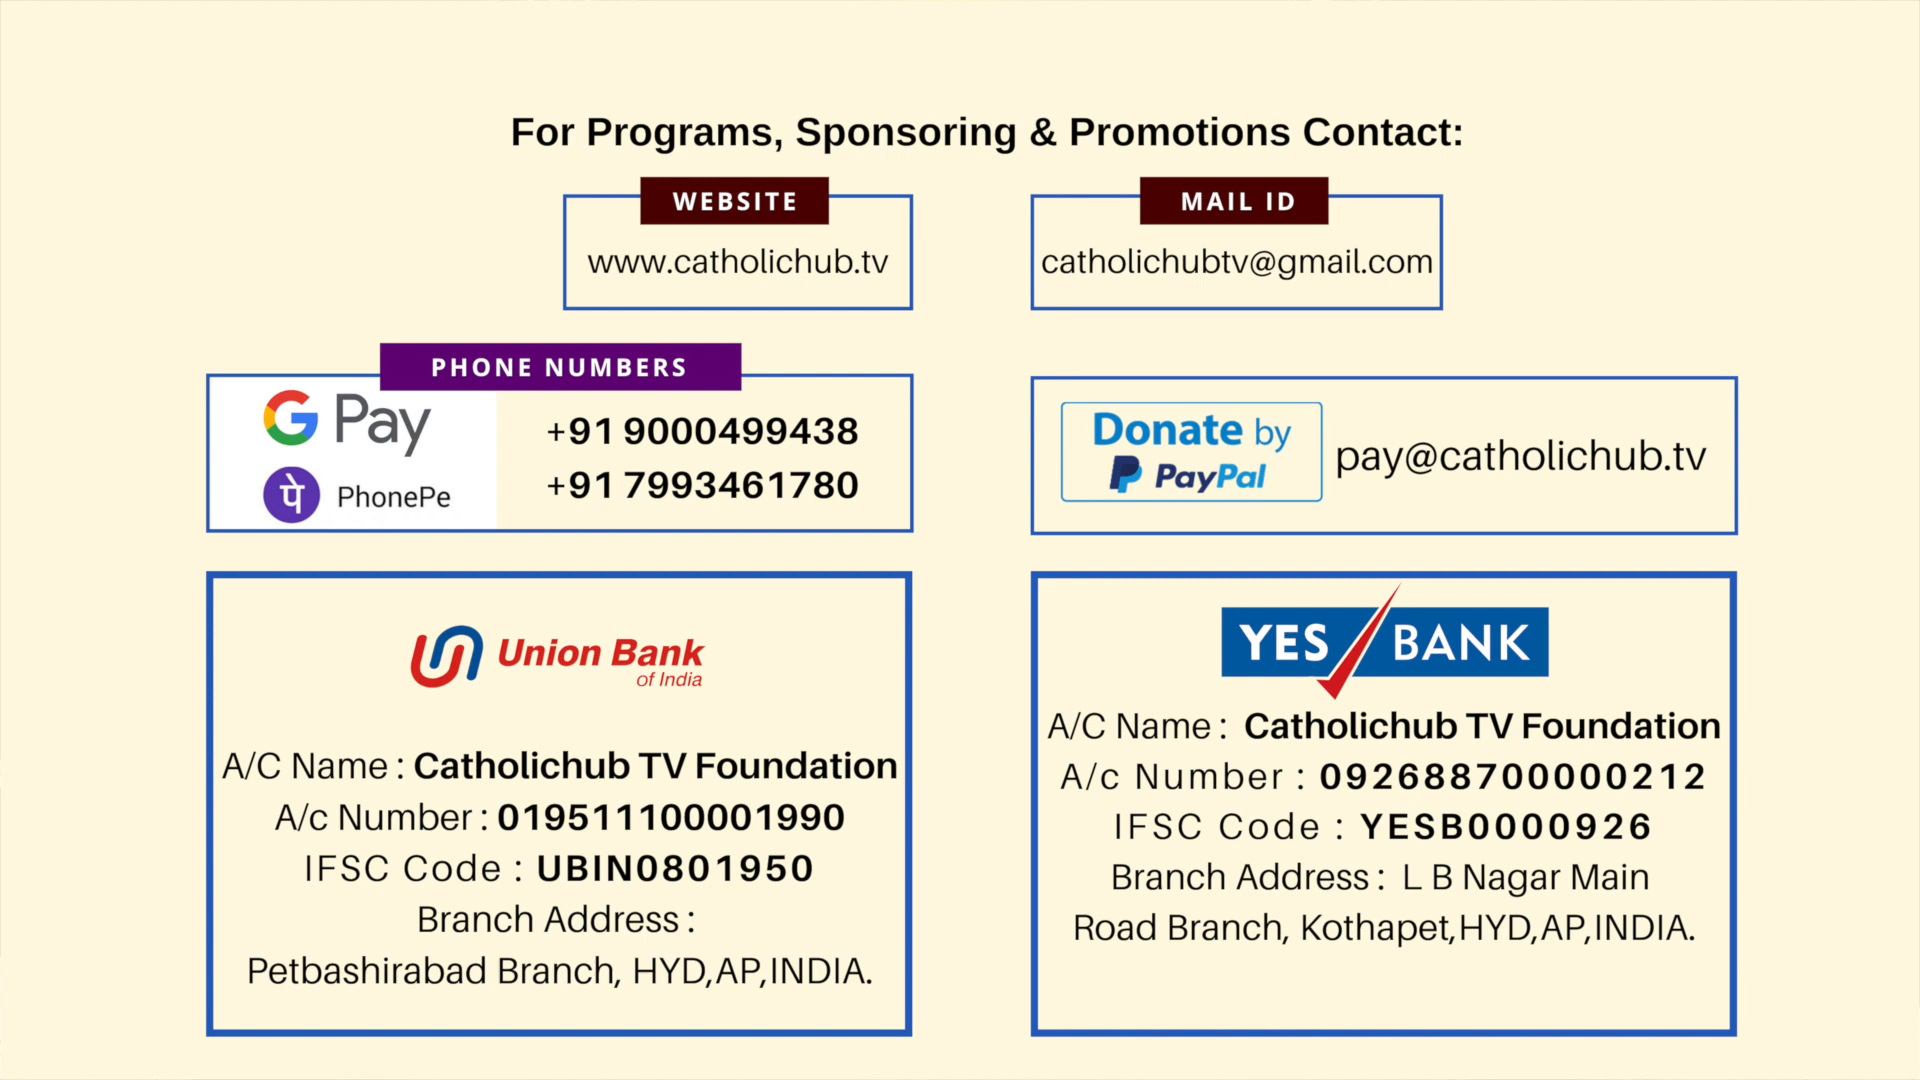 For Programs, Sponsoring & Promotions Contact:
WEBSITE
www.catholichub.tv
MAIL ID
catholichubtv@gmail.com
PHONE NUMBERS
G Pay
पे PhonePe
+91 9000499438
+91 7993461780
Donate by
PayPal
pay@catholichub.tv
Union Bank
of India
A/C Name : Catholichub TV Foundation
A/c Number : 019511100001990
IFSC Code : UBIN0801950
Branch Address :
Petbashirabad Branch, HYD,AP,INDIA.
YES BANK
A/C Name : Catholichub TV Foundation
A/c Number : 092688700000212
IFSC Code : YESB0000926
Branch Address : L B Nagar Main
Road Branch, Kothapet,HYD,AP,INDIA.